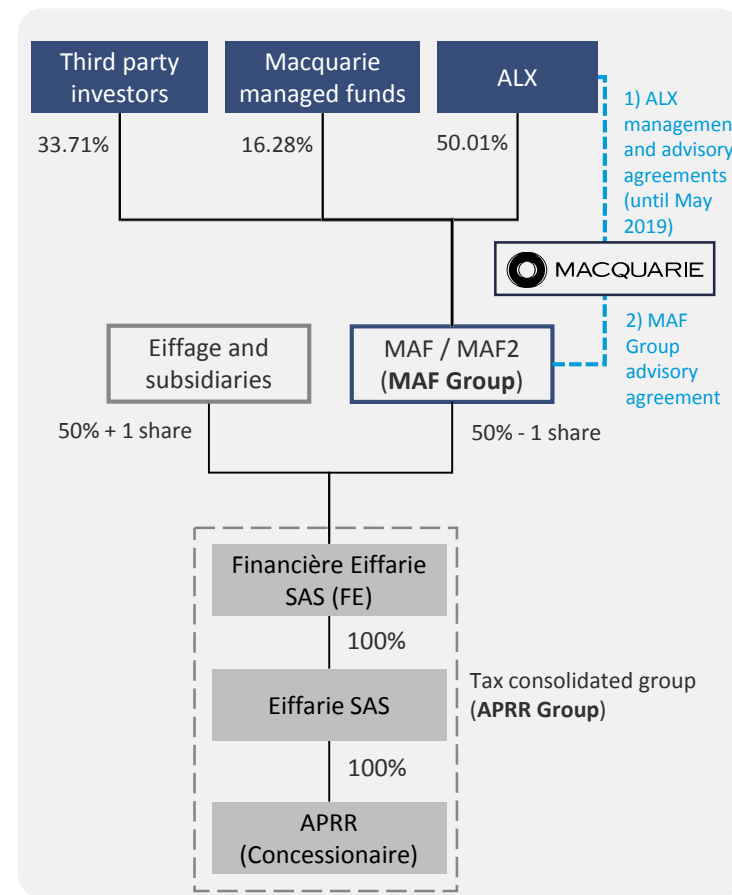 Third party
investors
Macquarie
managed funds
ALX
33.71%
16.28%
50.01%
1) ALX
managemen
and advisory
agreements
(until May
2019)
MACQUARIE
2) MAF
Group
advisory
agreement
Eiffage and
subsidiaries
MAF / MAF2
(MAF Group)
50% + 1 share
50% - 1 share
Financière Eiffarie
SAS (FE)
100%
Eiffarie SAS
Tax consolidated group
(APRR Group)
100%
APRR
(Concessionaire)